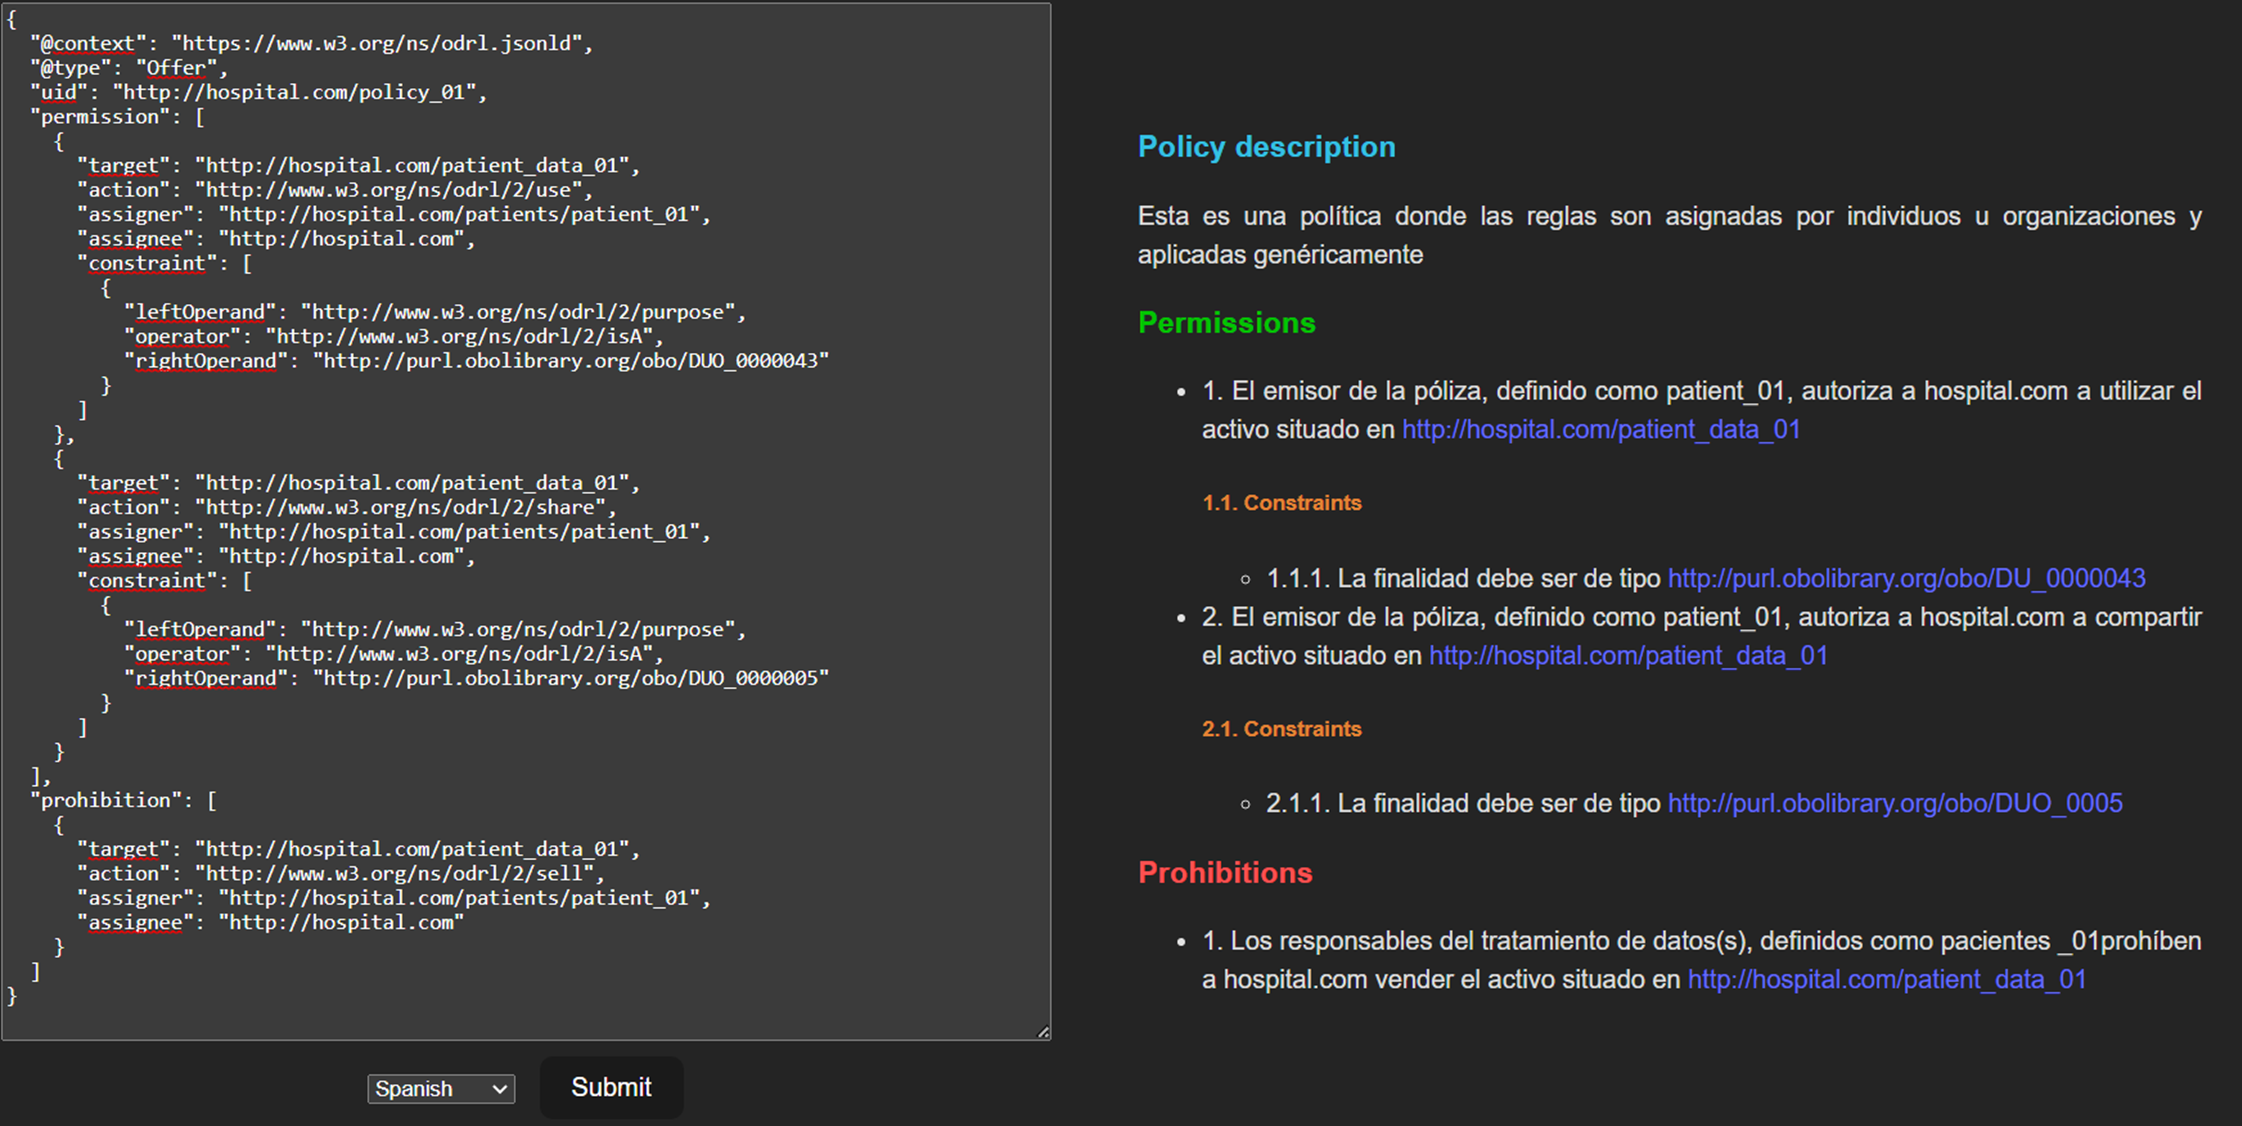 {
"@context": "https://www.w3.org/ns/odrl.jsonld",
"@type": "Offer",
"uid": "http://hospital.com/policy_01",
"permission": [
{
"target": "http://hospital.com/patient_data_01",
"action": "http://www.w3.org/ns/odrl/2/use",
"assigner": "http://hospital.com/patients/patient_01",
"assignee": "http://hospital.com",
"constraint": [
{
"leftOperand": "http://www.w3.org/ns/odrl/2/purpose",
"operator": "http://www.w3.org/ns/odrl/2/isA",
"rightOperand": "http://purl.obolibrary.org/obo/DUO_0000043"
}
]
},
{
"target": "http://hospital.com/patient_data_01",
"action": "http://www.w3.org/ns/odrl/2/share",
"assigner": "http://hospital.com/patients/patient_01",
"assignee": "http://hospital.com",
"constraint": [
{
"leftOperand": "http://www.w3.org/ns/odrl/2/purpose",
"operator": "http://www.w3.org/ns/odrl/2/isA",
"rightOperand": "http://purl.obolibrary.org/obo/DUO_0000005"
}
]
}
],
"prohibition": [
{
"target": "http://hospital.com/patient_data_01",
"action": "http://www.w3.org/ns/odrl/2/sell",
"assigner": "http://hospital.com/patients/patient_01",
"assignee": "http://hospital.com"
}
]
}
Spanish
Submit
Policy description
Esta es una política donde las reglas son asignadas por individuos u organizaciones y
aplicadas genéricamente
Permissions
• 1. El emisor de la póliza, definido como patient_01, autoriza a hospital.com a utilizar el
activo situado en http://hospital.com/patient_data_01
1.1. Constraints
◦ 1.1.1. La finalidad debe ser de tipo http://purl.obolibrary.org/obo/DU_0000043
• 2. El emisor de la póliza, definido como patient_01, autoriza a hospital.com a compartir
el activo situado en http://hospital.com/patient_data_01
2.1. Constraints
◦ 2.1.1. La finalidad debe ser de tipo http://purl.obolibrary.org/obo/DUO_0005
Prohibitions
• 1. Los responsables del tratamiento de datos(s), definidos como pacientes _01prohíben
a hospital.com vender el activo situado en http://hospital.com/patient_data_01